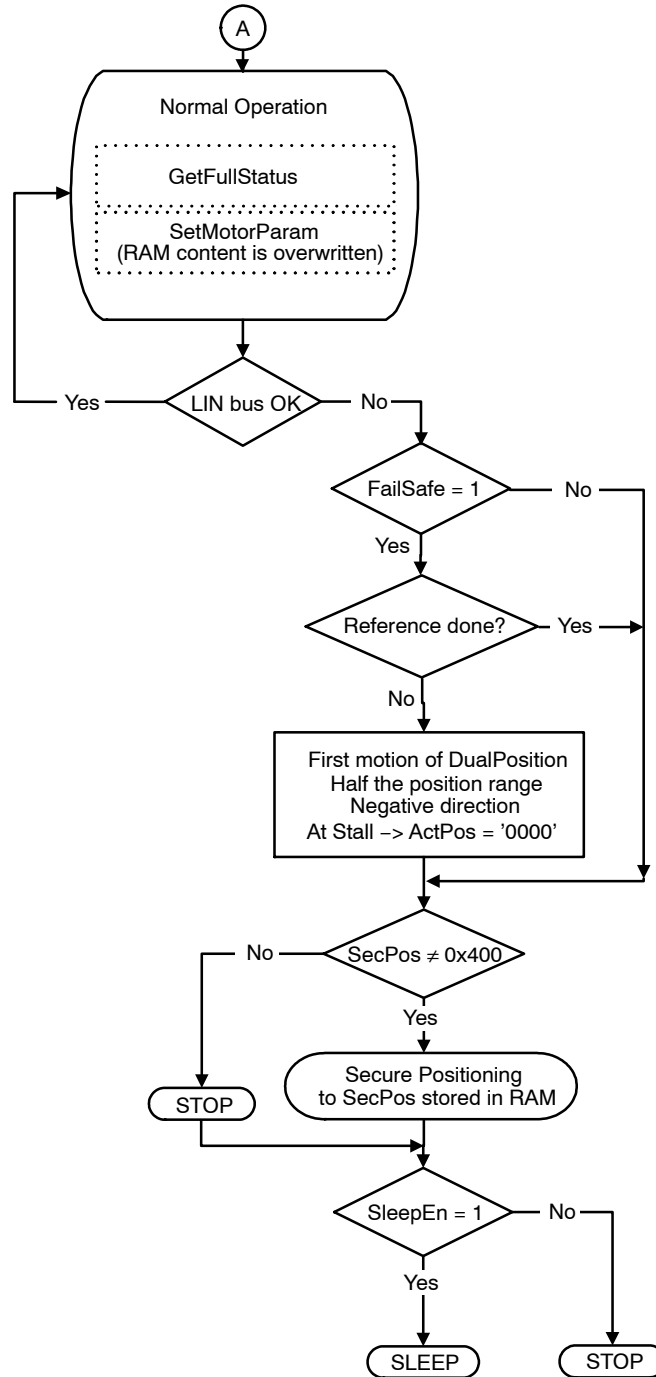 A
Normal Operation
GetFullStatus
SetMotorParam
(RAM content is overwritten)
Yes
LIN bus OK
No
FailSafe = 1
No
Yes
Reference done?
Yes
No
First motion of DualPosition
Half the position range
Negative direction
At Stall −> ActPos = '0000'
No
SecPos ≠ 0x400
Yes
Secure Positioning
to SecPos stored in RAM
STOP
SleepEn = 1
No
Yes
SLEEP
STOP